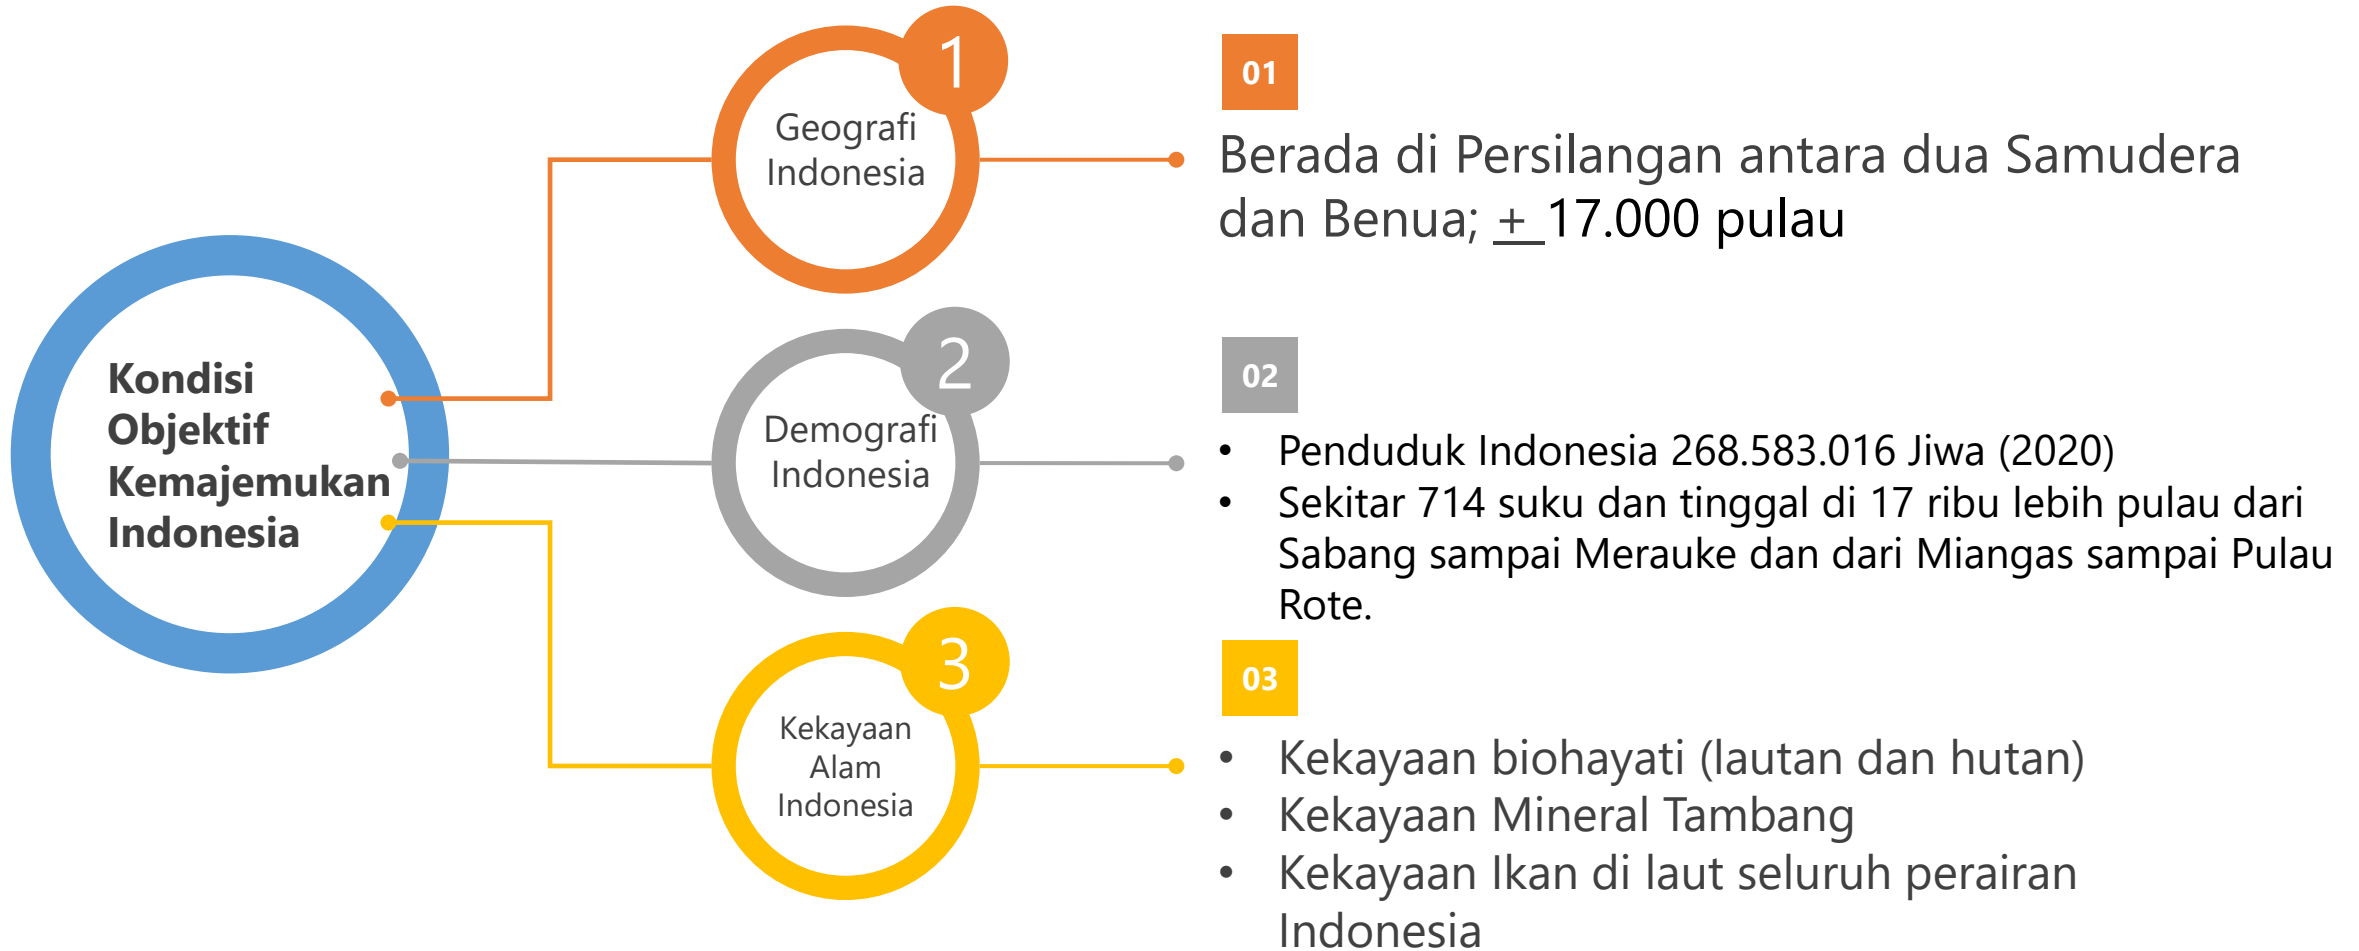 Kondisi
Objektif
Kemajemukan
Indonesia
1
Geografi
Indonesia
01
Berada di Persilangan antara dua Samudera
dan Benua; + 17.000 pulau
2
Demografi
Indonesia
02
• Penduduk Indonesia 268.583.016 Jiwa (2020)
• Sekitar 714 suku dan tinggal di 17 ribu lebih pulau dari
Sabang sampai Merauke dan dari Miangas sampai Pulau
Rote.
3
Kekayaan
Alam
Indonesia
03
• Kekayaan biohayati (lautan dan hutan)
• Kekayaan Mineral Tambang
• Kekayaan Ikan di laut seluruh perairan
Indonesia